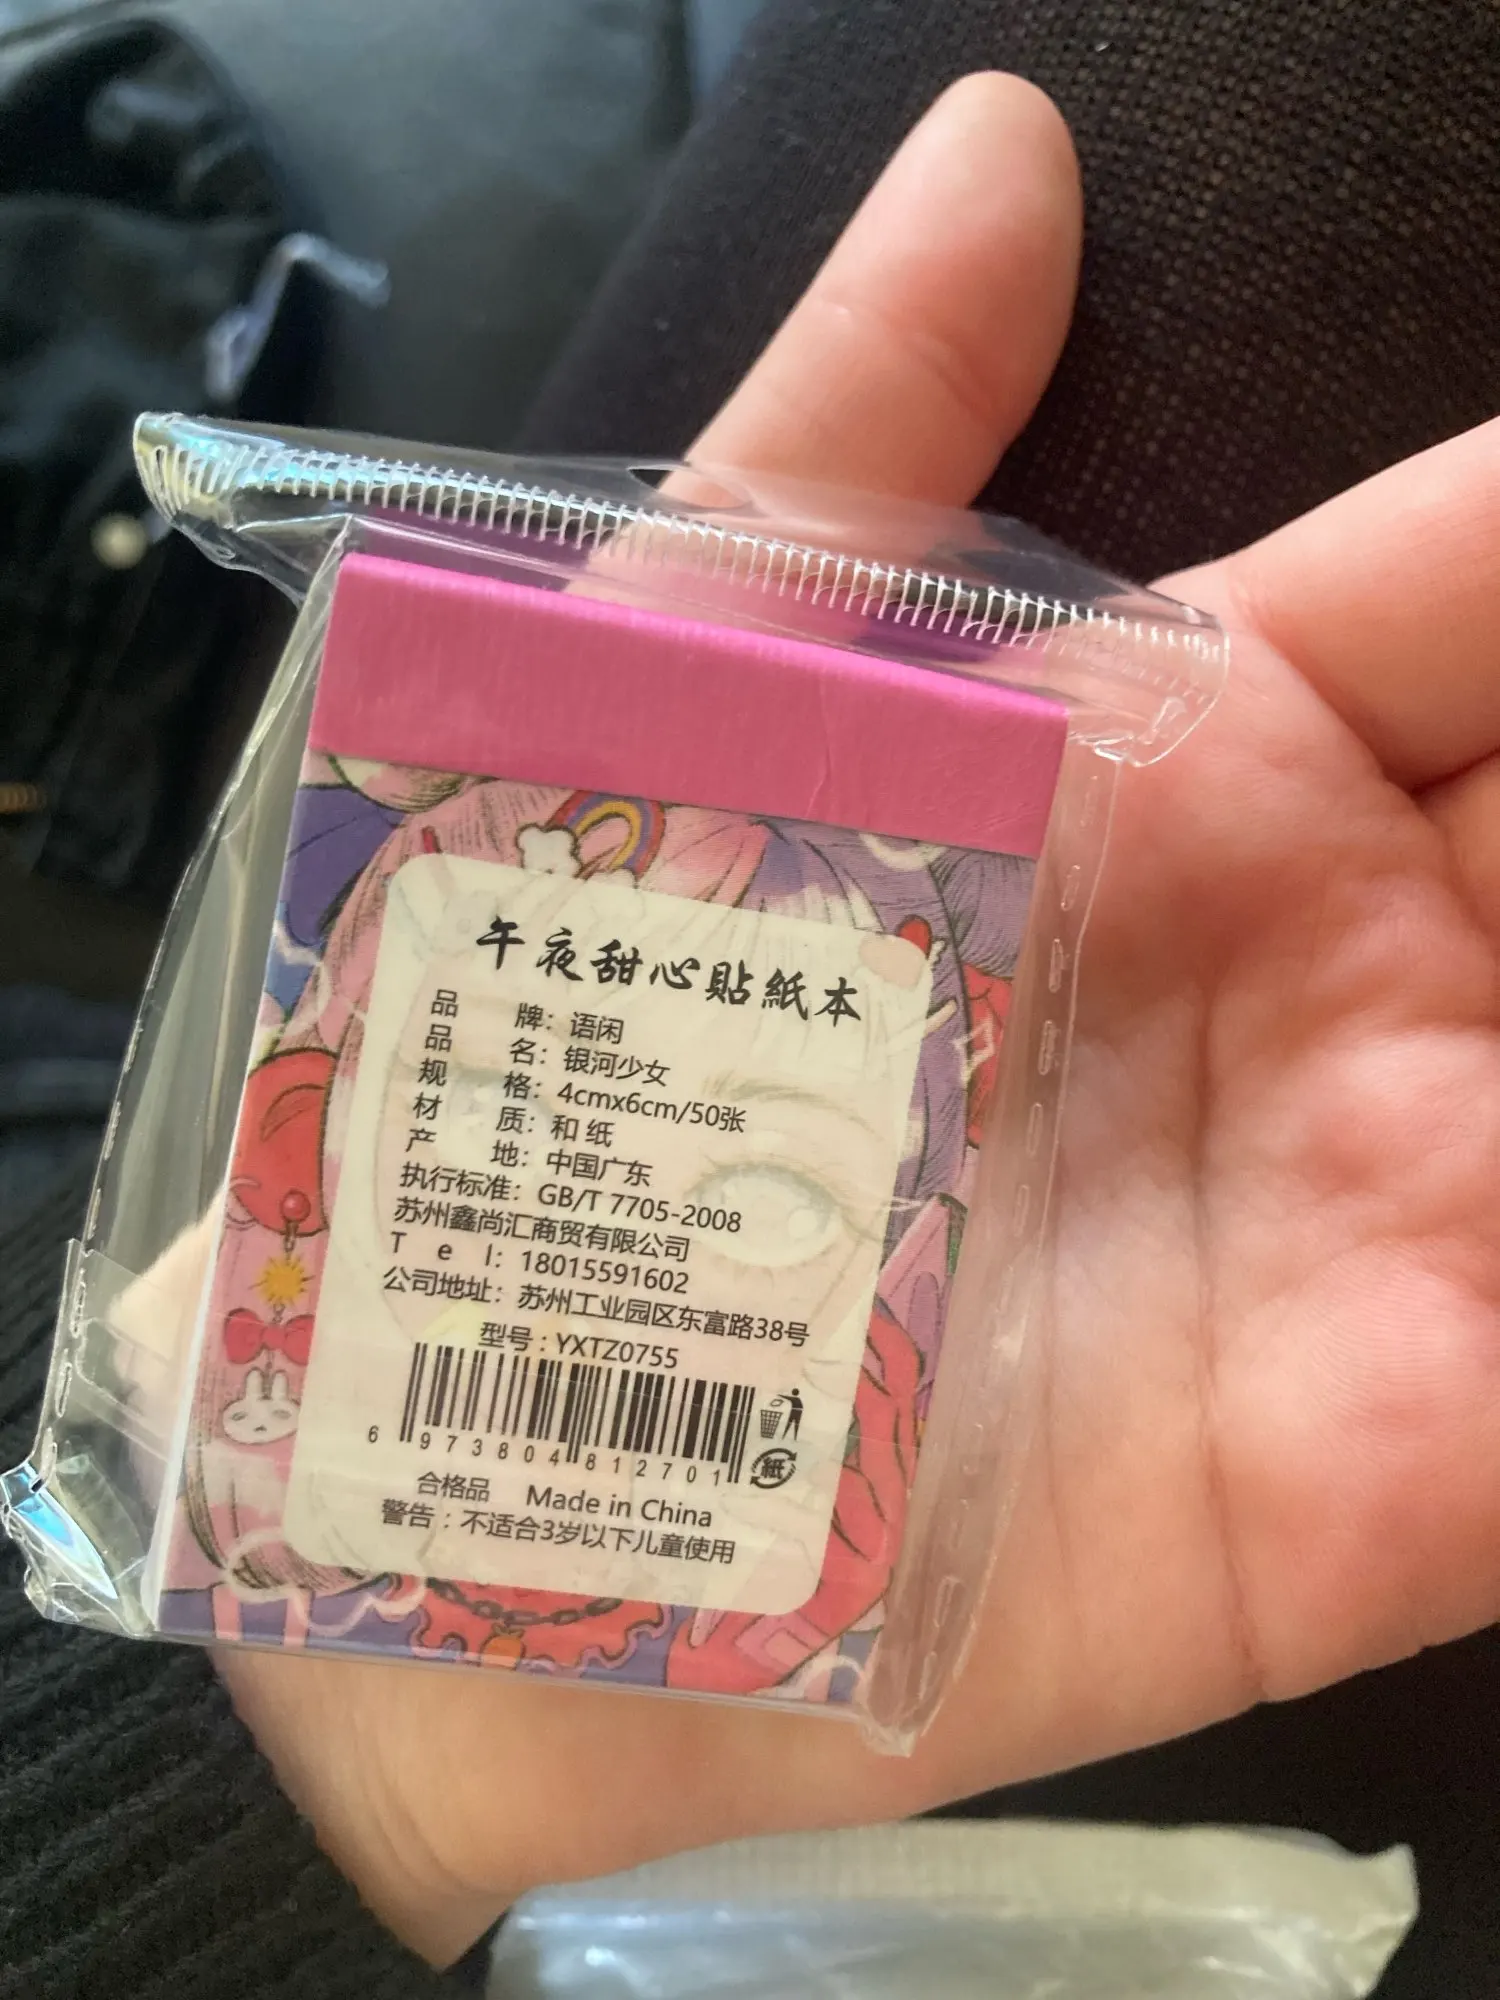 午夜甜心貼紙本
品 牌：语闲
品 名：银河少女
规 格：4cmx6cm/50张
材 质：和 纸
产 地：中国广东
执行标准：GB/T 7705-2008
苏州鑫尚汇商贸有限公司
T e l：18015591602
公司地址：苏州工业园区东富路38号
型号：YXTZ0755
6 973804 812701
紙
合格品 Made in China
警告：不适合3岁以下儿童使用